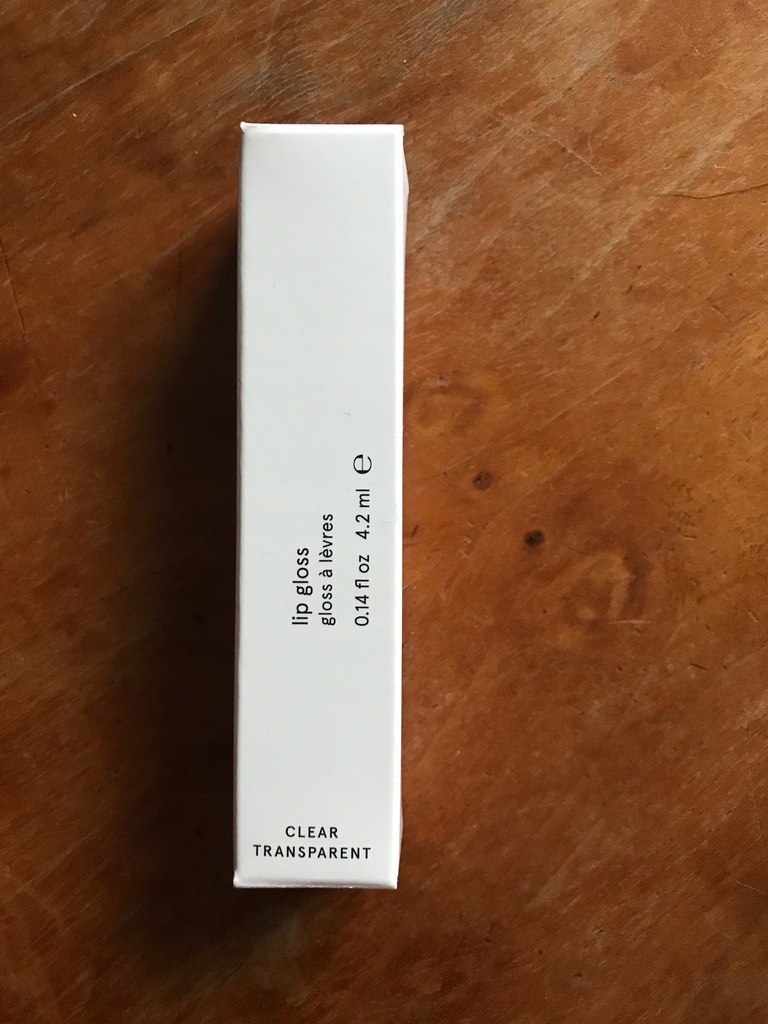 lip gloss
gloss à lèvres
0.14 fl oz 4.2 ml ℮
CLEAR
TRANSPARENT